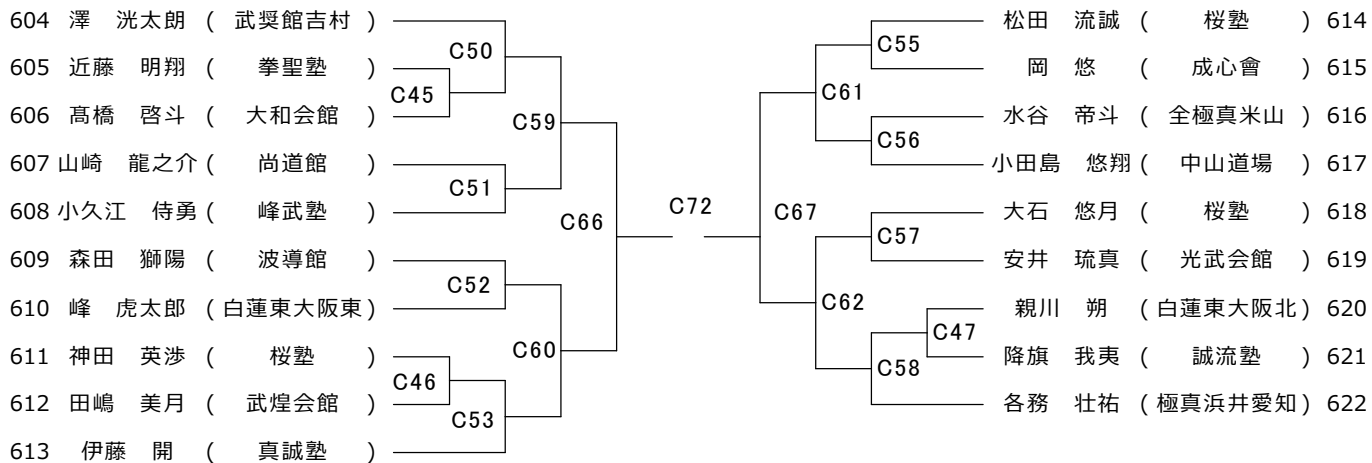 604 澤 洸太朗 ( 武奨館吉村 )
C50
605 近藤 明翔 ( 拳聖塾 )
C45
606 髙橋 啓斗 ( 大和会館 )
C59
607 山崎 龍之介 ( 尚道館 )
C51
608 小久江 侍勇 ( 峰武塾 )
C66
609 森田 獅陽 ( 波導館 )
C52
610 峰 虎太郎 ( 白蓮東大阪東 )
C60
611 神田 英渉 ( 桜塾 )
C46
612 田嶋 美月 ( 武煌会館 )
C53
613 伊藤 開 ( 真誠塾 )
C72
松田 流誠 ( 桜塾 ) 614
C55
岡 悠 ( 成心會 ) 615
C61
水谷 帝斗 ( 全極真米山 ) 616
C56
小田島 悠翔 ( 中山道場 ) 617
C67
大石 悠月 ( 桜塾 ) 618
C57
安井 琉真 ( 光武会館 ) 619
C62
親川 朔 ( 白蓮東大阪北 ) 620
C47
降旗 我夷 ( 誠流塾 ) 621
C58
各務 壮祐 ( 極真浜井愛知 ) 622